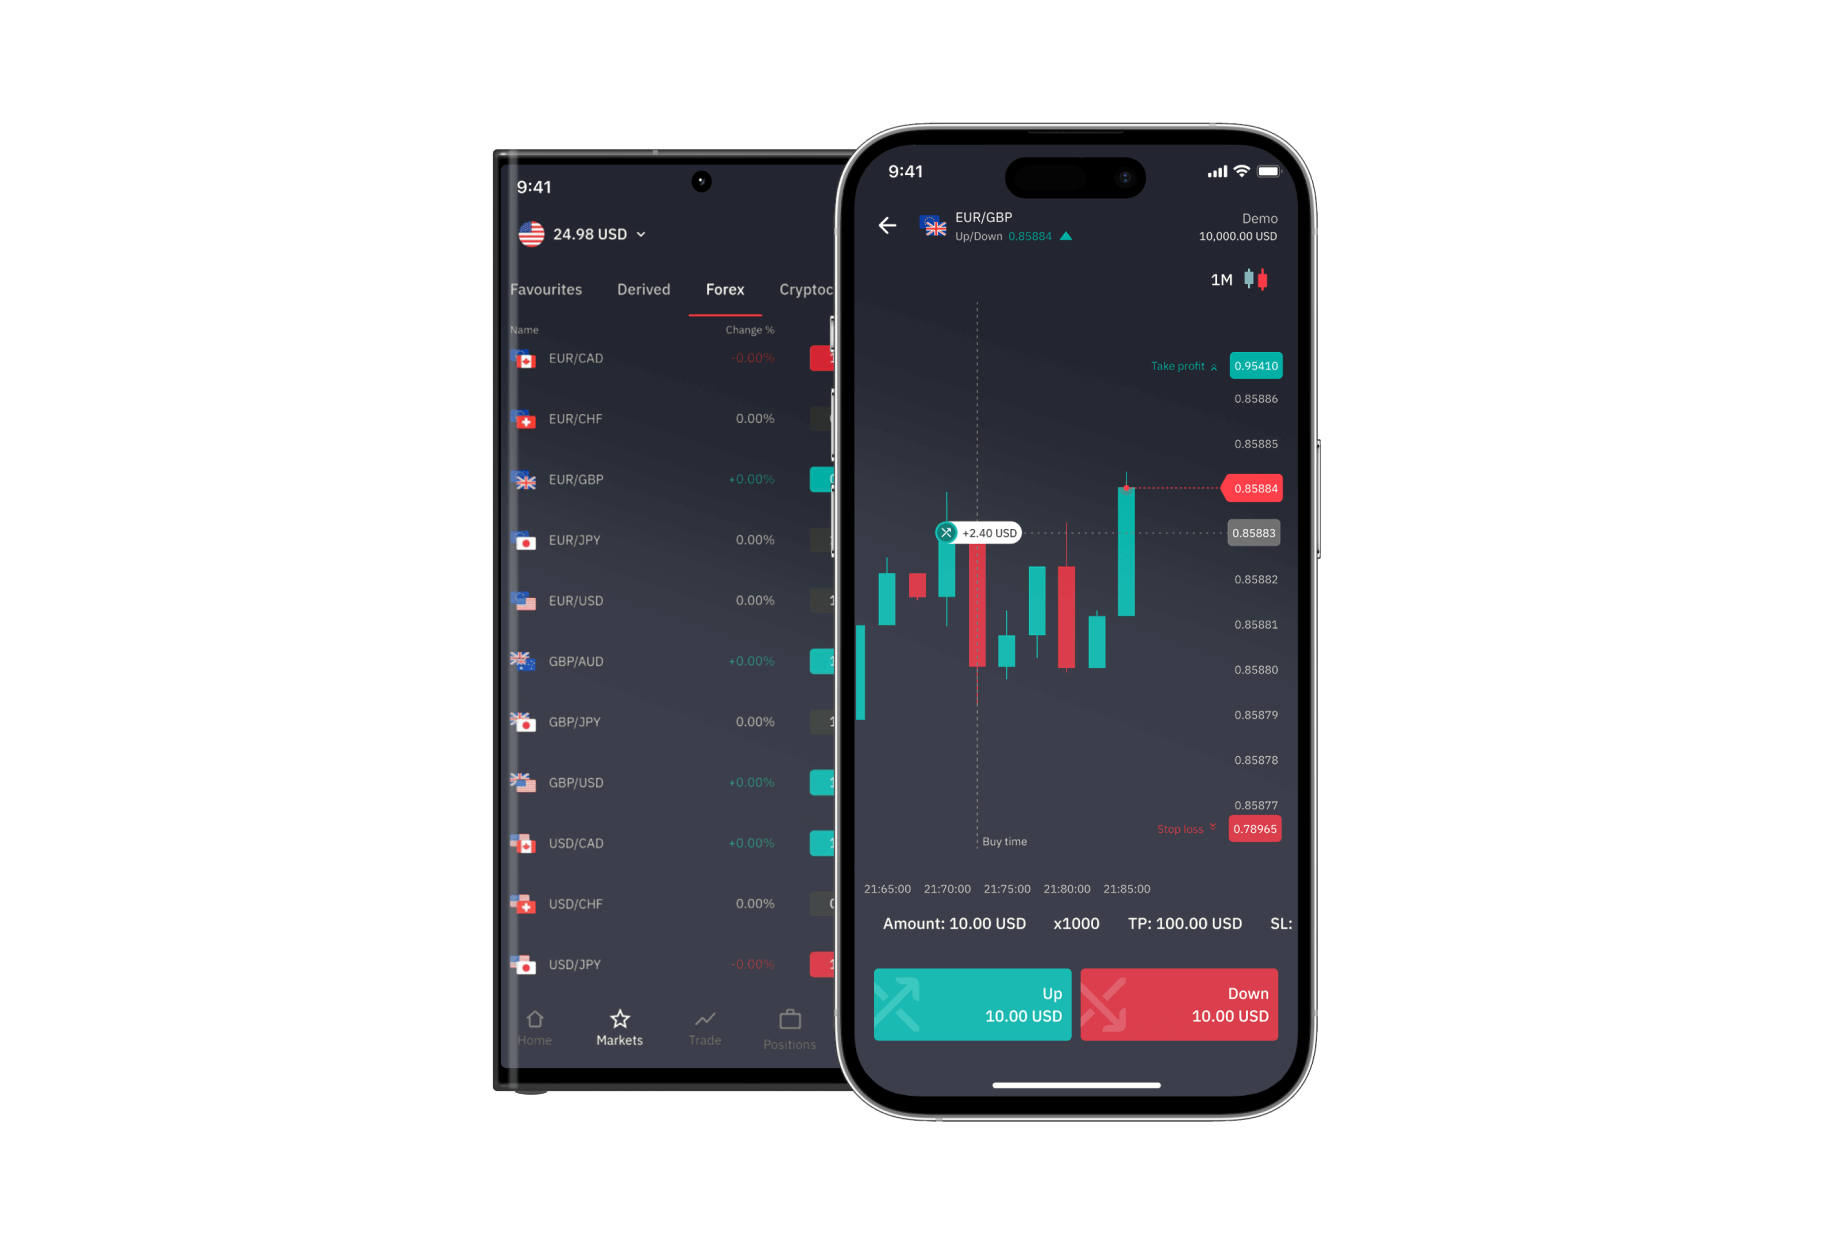 9:41
24.98 USD
Favourites Derived Forex Cryptoc
Name Change %
EUR/CAD -0.00%
EUR/CHF 0.00%
EUR/GBP +0.00%
EUR/JPY 0.00%
EUR/USD 0.00%
GBP/AUD +0.00%
GBP/JPY 0.00%
GBP/USD +0.00%
USD/CAD +0.00%
USD/CHF 0.00%
USD/JPY -0.00%
Home Markets Trade Positions
9:41
EUR/GBP Demo
Up/Down 0.85884 10,000.00 USD
1M
Take profit 0.95410
0.85886
0.85885
0.85884
+2.40 USD 0.85883
0.85882
0.85881
0.85880
0.85879
0.85878
0.85877
Stop loss 0.78965
Buy time
21:65:00 21:70:00 21:75:00 21:80:00 21:85:00
Amount: 10.00 USD x1000 TP: 100.00 USD SL:
Up Down
10.00 USD 10.00 USD